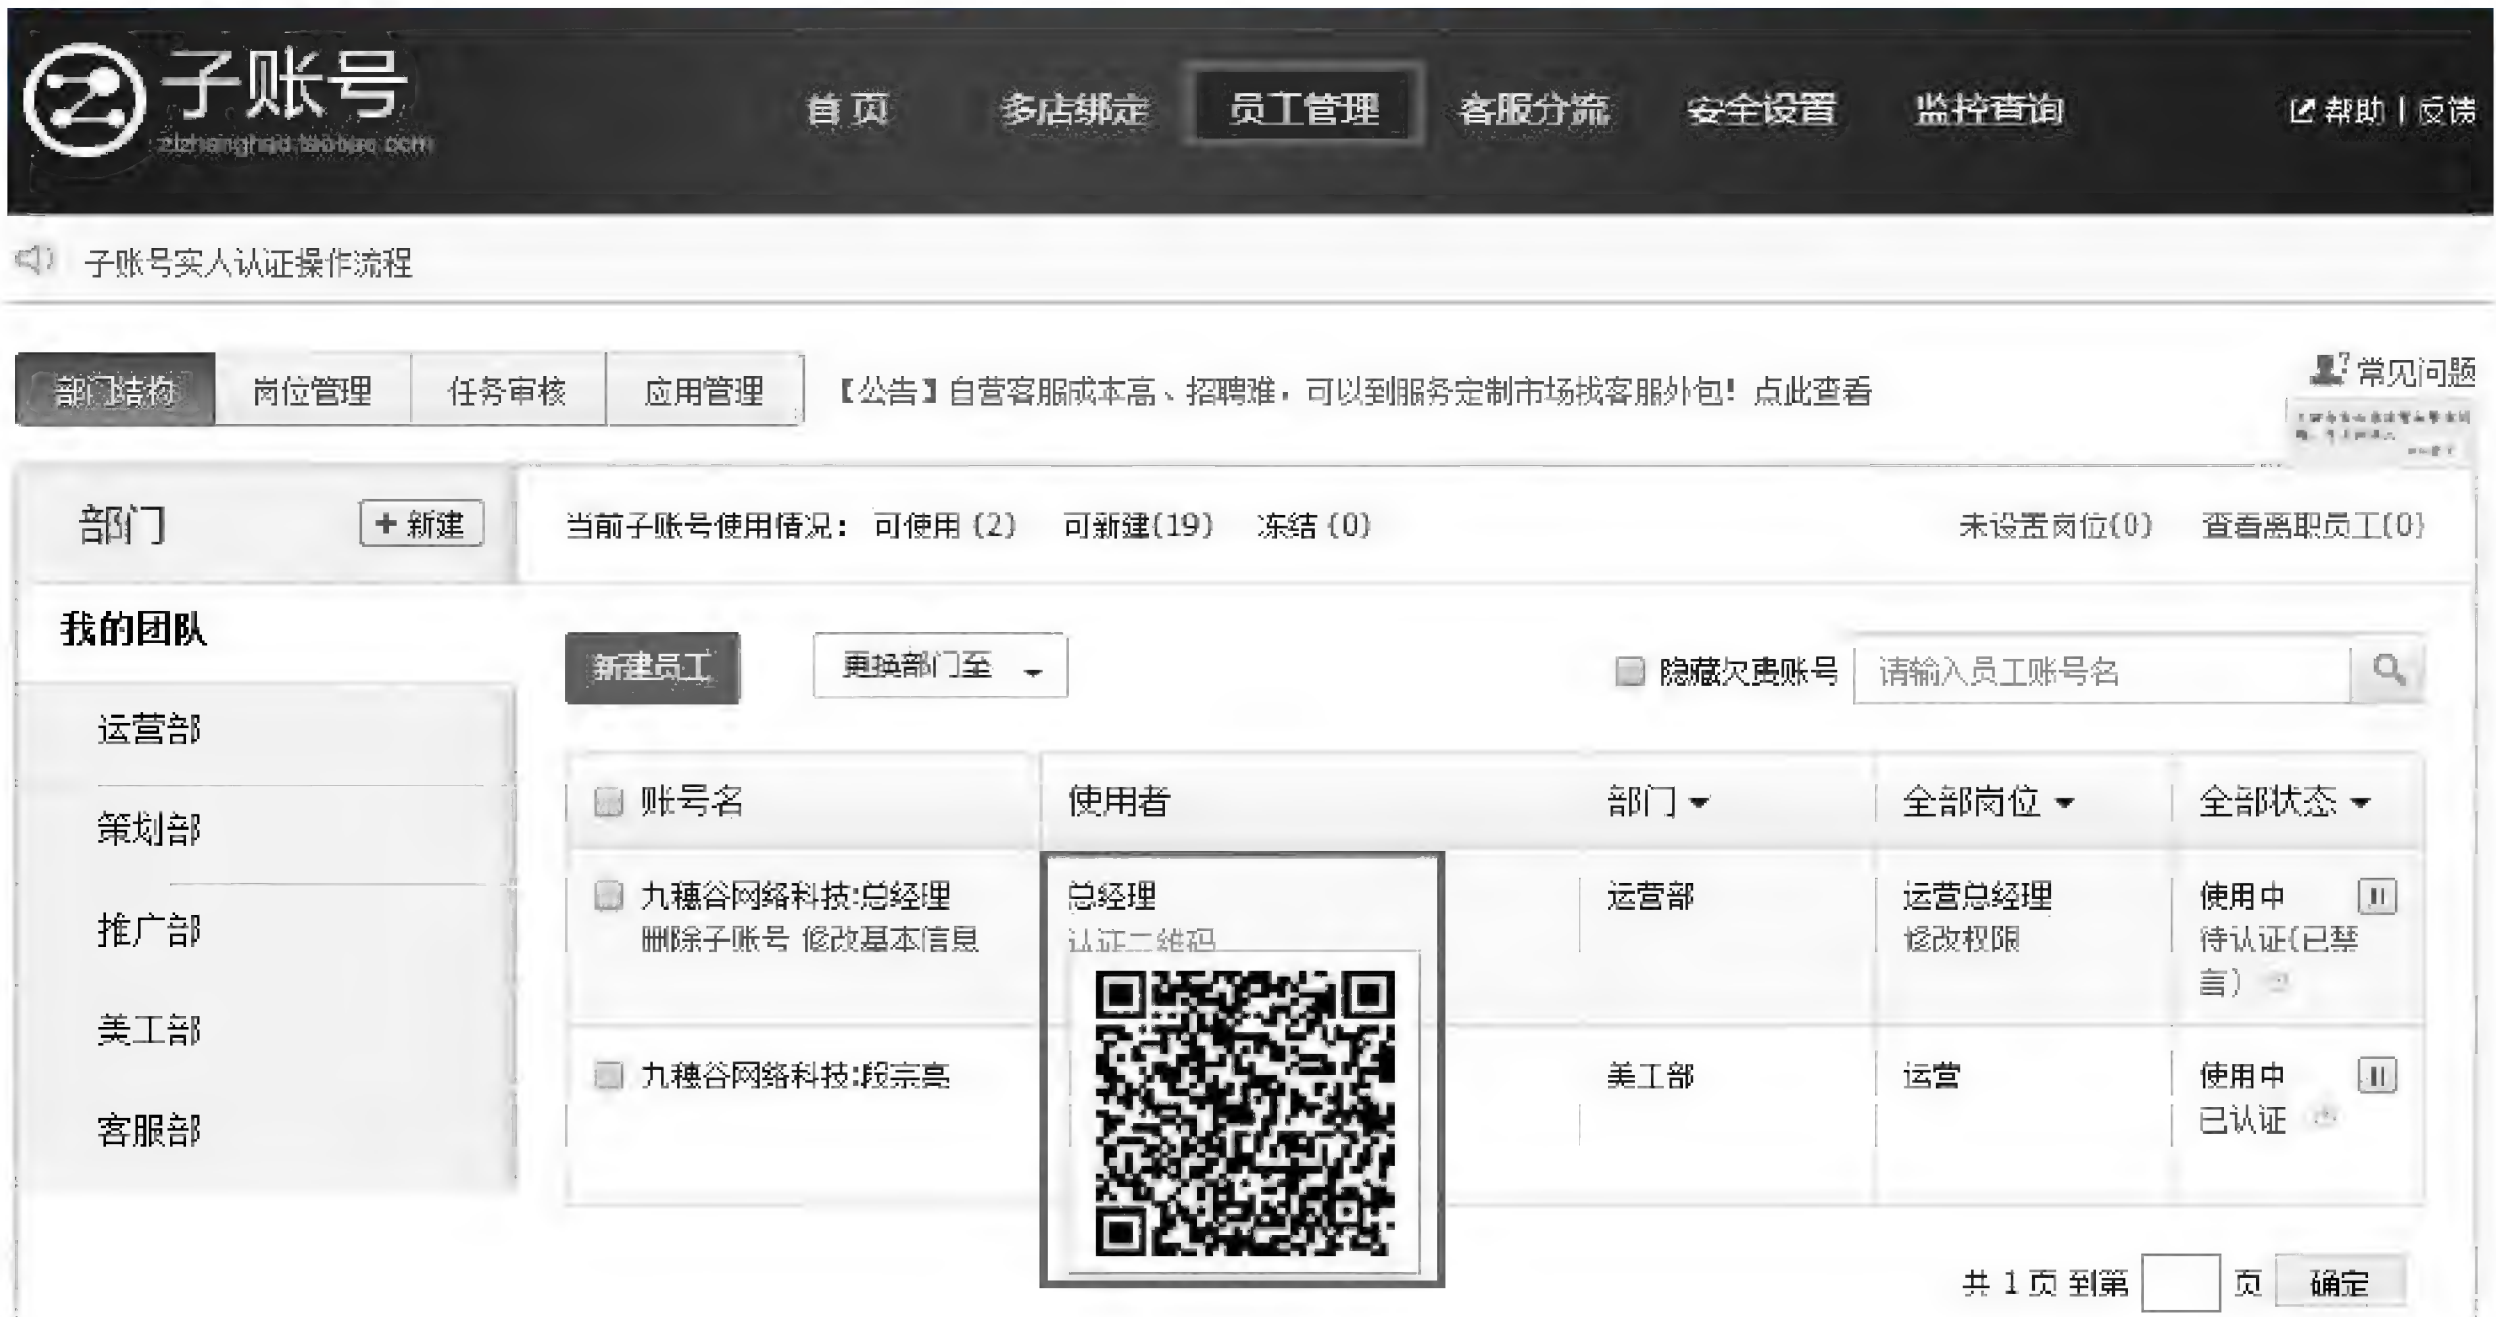 子账号
zizhanghao.taobao.com
首页 多店绑定 员工管理 客服分流 安全设置 监控查询 帮助 | 反馈
子账号实人认证操作流程
部门结构 岗位管理 任务审核 应用管理 【公告】自营客服成本高、招聘难,可以到服务定制市场找客服外包!点此查看 常见问题
部门 + 新建 当前子账号使用情况: 可使用 (2) 可新建(19) 冻结 (0) 未设置岗位(0) 查看离职员工(0)
我的团队
新建员工 更换部门至 隐藏欠费账号 请输入员工账号名
运营部
策划部
推广部
美工部
客服部
账号名 使用者 部门 全部岗位 全部状态
九穗谷网络科技:总经理 总经理 运营部 运营总经理 使用中
删除子账号 修改基本信息 认证二维码 修改权限 待认证(已禁
言)
九穗谷网络科技:段宗亮 美工部 运营 使用中
已认证
共 1 页 到第 页 确定